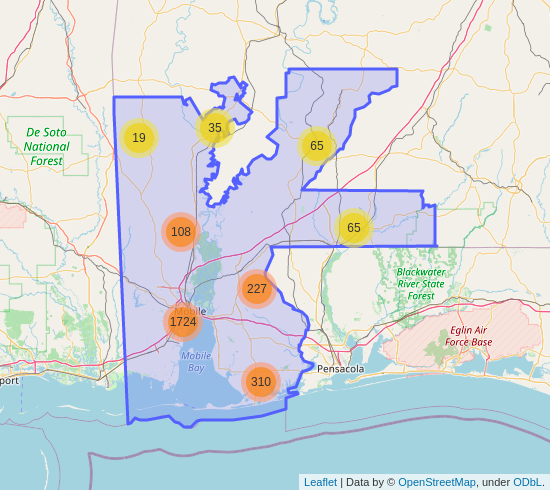 De Soto
National
Forest
19
35
65
108
65
Blackwater
River State
Forest
227
Mobile
1724
Eglin Air
Force Base
Mobile
Bay
Pensacola
port
310
Leaflet | Data by © OpenStreetMap, under ODbL.